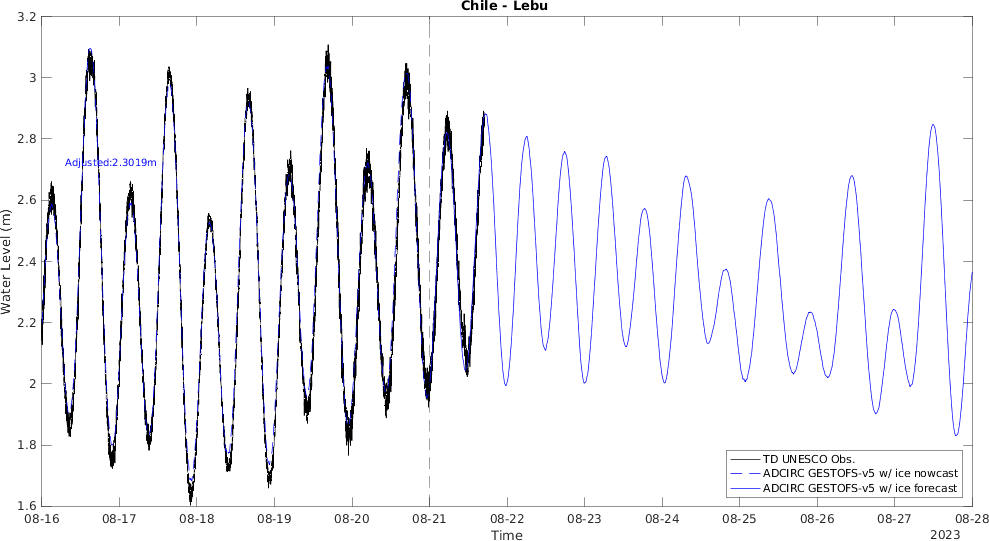 Chile - Lebu
3.2
3
2.8
2.6
2.4
2.2
2
1.8
1.6
Water Level (m)
Adjusted:2.3019m
TD UNESCO Obs.
ADCIRC GESTOFS-v5 w/ ice nowcast
ADCIRC GESTOFS-v5 w/ ice forecast
08-16 08-17 08-18 08-19 08-20 08-21 08-22 08-23 08-24 08-25 08-26 08-27 08-28
Time
2023